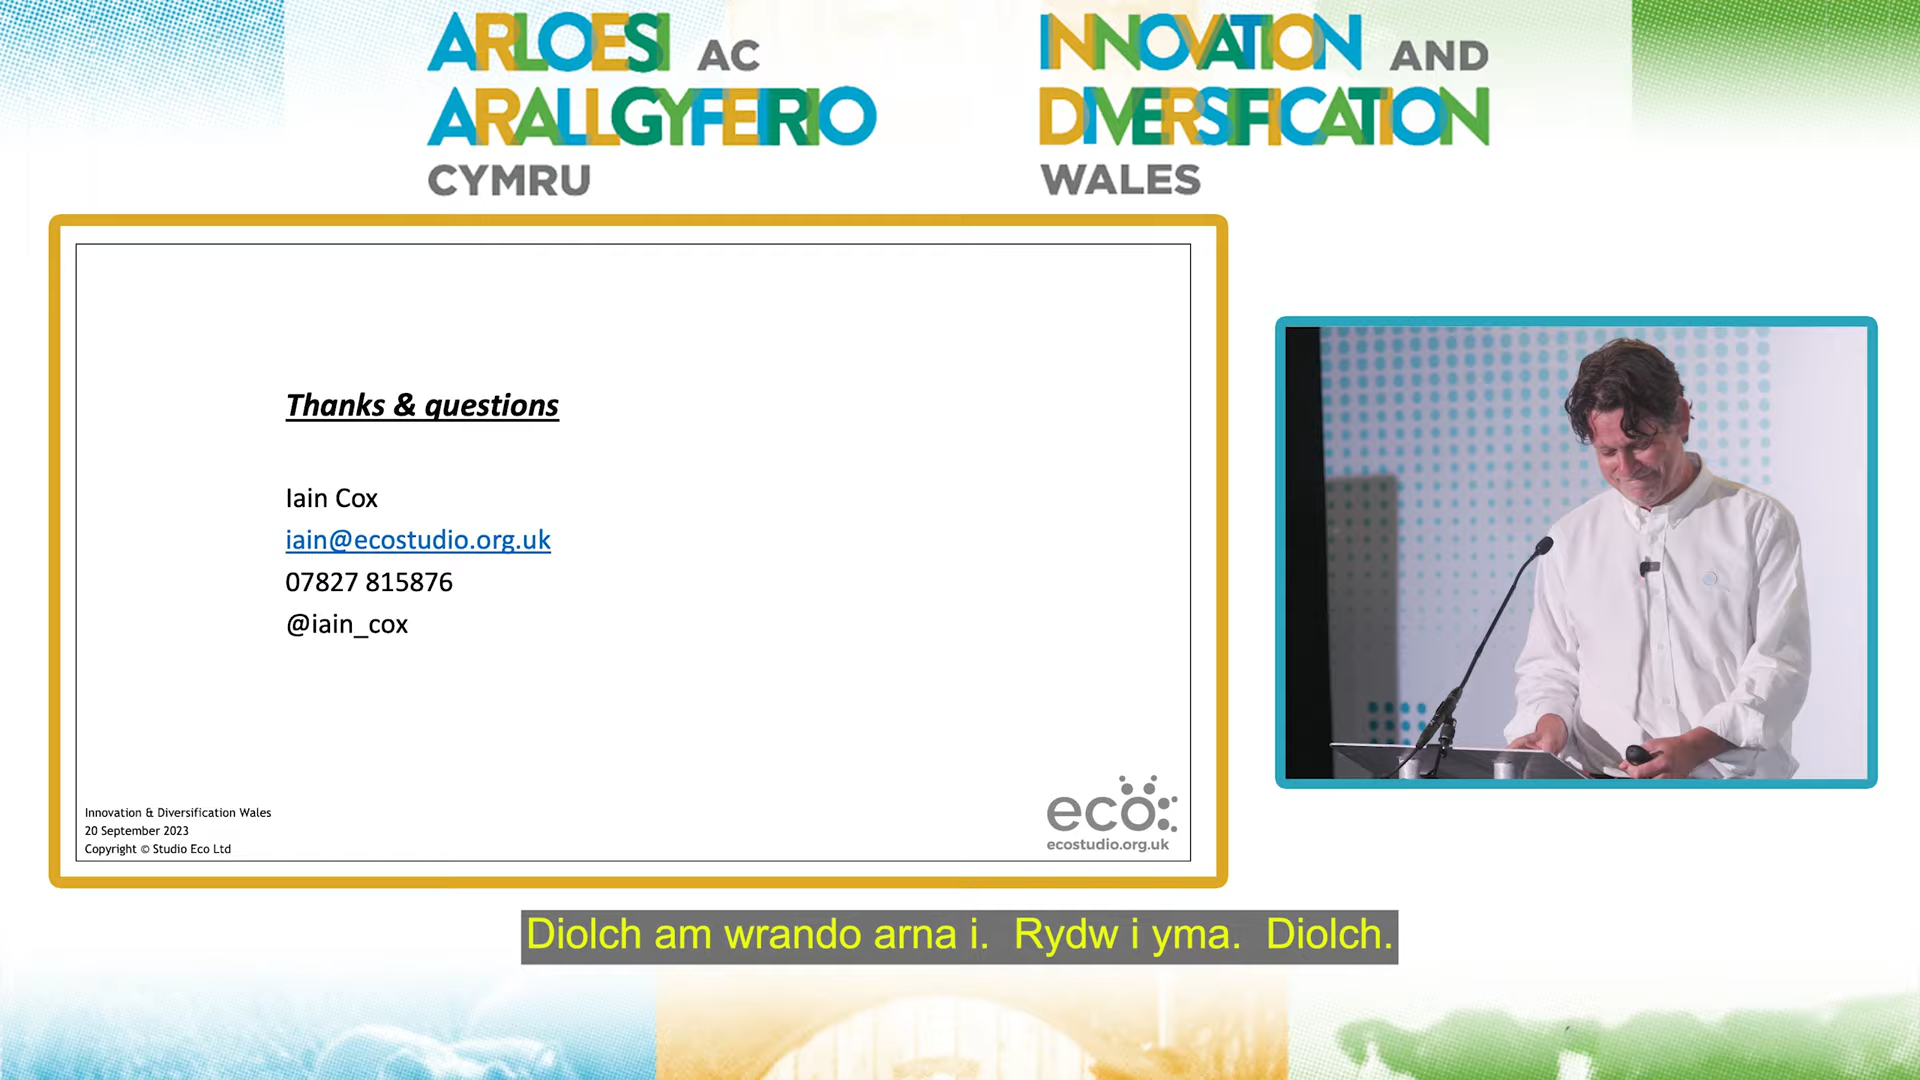 ARLOESI AC
ARALLGYFEIRIO
CYMRU
INNOVATION AND
DIVERSIFICATION
WALES
Thanks & questions
Iain Cox
iain@ecostudio.org.uk
07827 815876
@iain_cox
Innovation & Diversification Wales
20 September 2023
Copyright © Studio Eco Ltd
eco
ecostudio.org.uk
Diolch am wrando arna i. Rydw i yma. Diolch.